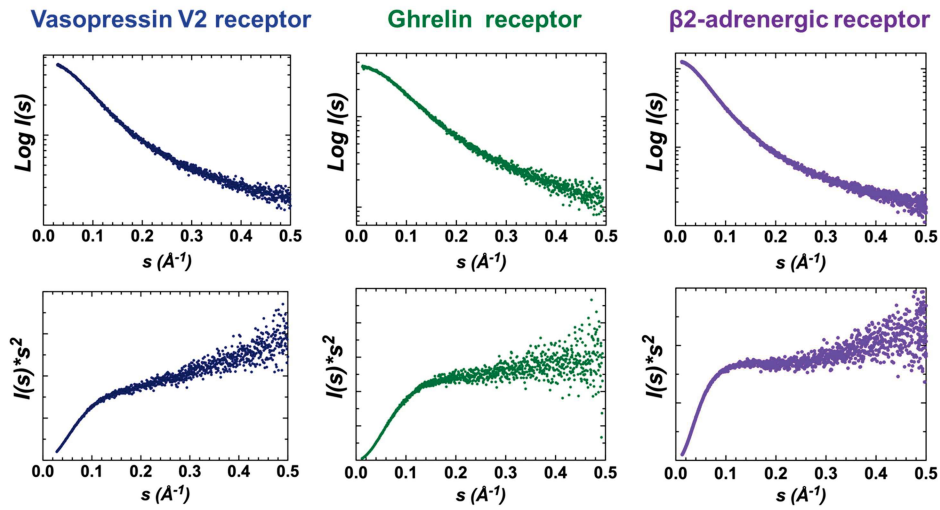 Vasopressin V2 receptor
Ghrelin receptor
β2-adrenergic receptor
Log I(s)
0.0 0.1 0.2 0.3 0.4 0.5
s (Å⁻¹)
Log I(s)
0.0 0.1 0.2 0.3 0.4 0.5
s (Å⁻¹)
Log I(s)
0.0 0.1 0.2 0.3 0.4 0.5
s (Å⁻¹)
I(s)*s²
0.0 0.1 0.2 0.3 0.4 0.5
s (Å⁻¹)
I(s)*s²
0.0 0.1 0.2 0.3 0.4 0.5
s (Å⁻¹)
I(s)*s²
0.0 0.1 0.2 0.3 0.4 0.5
s (Å⁻¹)